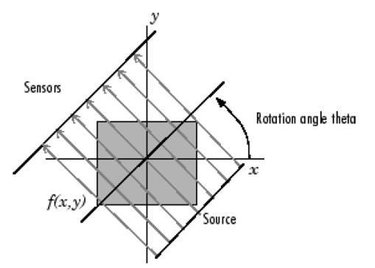 y
Sensors
Rotation angle theta
x
f(x,y)
Source